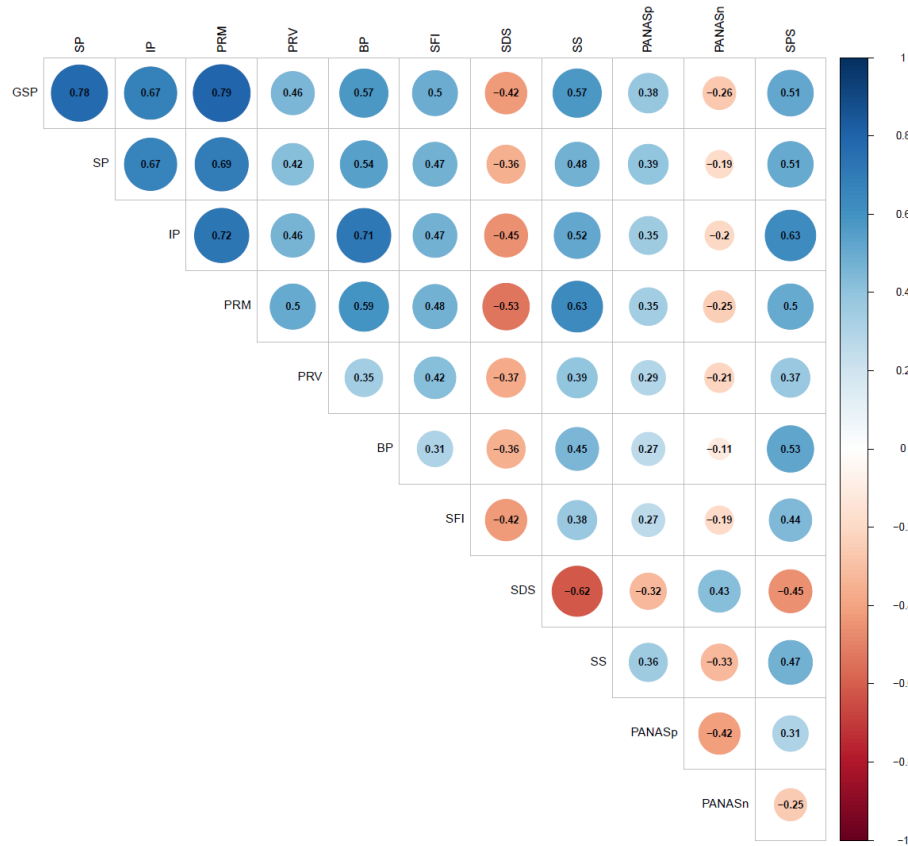 SP IP PRM PRV BP SFI SDS SS PANASp PANASn SPS
GSP 0.78 0.67 0.79 0.46 0.57 0.5 −0.42 0.57 0.38 −0.26 0.51
SP 0.67 0.69 0.42 0.54 0.47 −0.36 0.48 0.39 −0.19 0.51
IP 0.72 0.46 0.71 0.47 −0.45 0.52 0.35 −0.2 0.63
PRM 0.5 0.59 0.48 −0.53 0.63 0.35 −0.25 0.5
PRV 0.35 0.42 −0.37 0.39 0.29 −0.21 0.37
BP 0.31 −0.36 0.45 0.27 −0.11 0.53
SFI −0.42 0.38 0.27 −0.19 0.44
SDS −0.62 −0.32 0.43 −0.45
SS 0.36 −0.33 0.47
PANASp −0.42 0.31
PANASn −0.25
1
0.8
0.6
0.4
0.2
0
−1